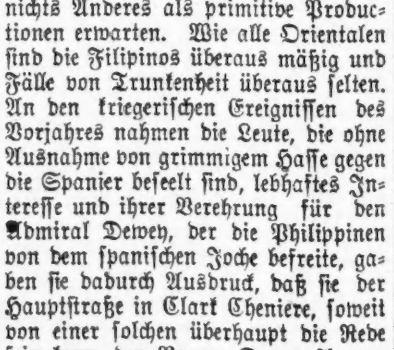 nichts Anderes als primitive Produc-
tionen erwarten. Wie alle Orientalen
sind die Filipinos überaus mäßig und
Fälle von Trunkenheit überaus selten.
An den kriegerischen Ereignissen des
Vorjahres nahmen die Leute, die ohne
Ausnahme von grimmigem Hasse gegen
die Spanier beseelt sind, lebhaftes In-
teresse und ihrer Verehrung für den
Admiral Dewey, der die Philippinen
von dem spanischen Joche befreite, ga-
ben sie dadurch Ausdruck, daß sie der
Hauptstraße in Clark Cheniere, soweit
von einer solchen überhaupt die Rede